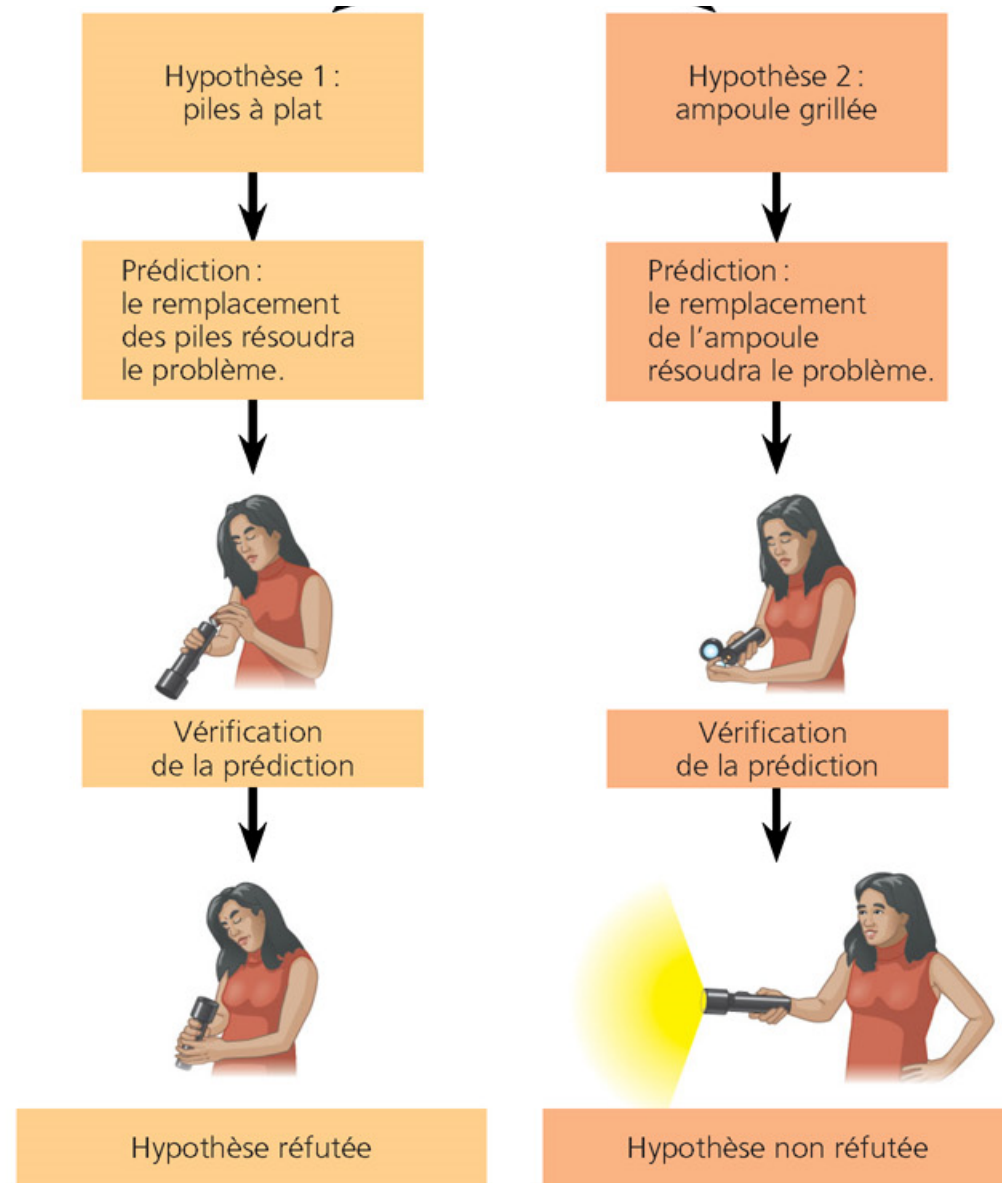 Hypothèse 1 :
piles à plat
Prédiction :
le remplacement
des piles résoudra
le problème.
Vérification
de la prédiction
Hypothèse réfutée
Hypothèse 2 :
ampoule grillée
Prédiction :
le remplacement
de l'ampoule
résoudra le problème.
Vérification
de la prédiction
Hypothèse non réfutée